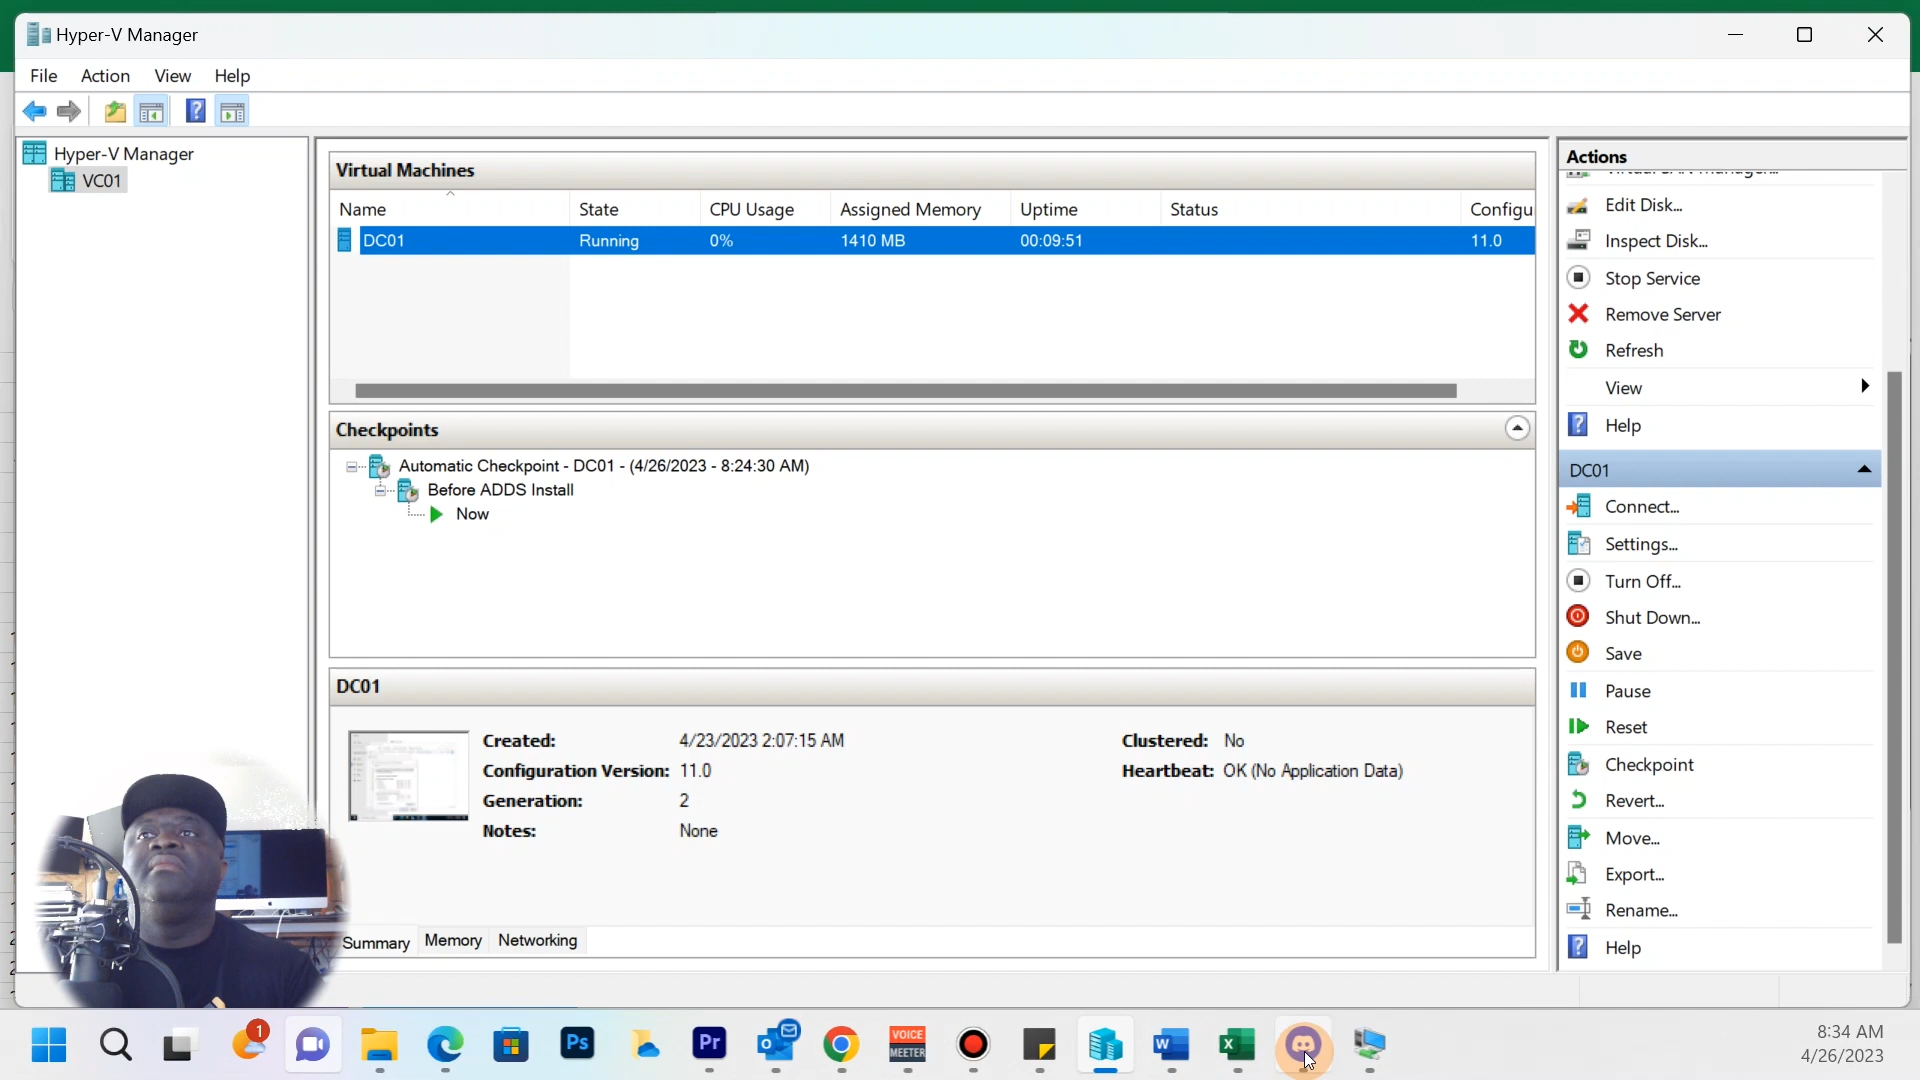 Hyper-V Manager
File Action View Help
Hyper-V Manager
VC01
Virtual Machines
Name State CPU Usage Assigned Memory Uptime Status Configu
DC01 Running 0% 1410 MB 00:09:51 11.0
Checkpoints
Automatic Checkpoint - DC01 - (4/26/2023 - 8:24:30 AM)
Before ADDS Install
Now
DC01
Created: 4/23/2023 2:07:15 AM Clustered: No
Configuration Version: 11.0 Heartbeat: OK (No Application Data)
Generation: 2
Notes: None
Summary Memory Networking
Actions
Edit Disk...
Inspect Disk...
Stop Service
Remove Server
Refresh
View
Help
DC01
Connect...
Settings...
Turn Off...
Shut Down...
Save
Pause
Reset
Checkpoint
Revert...
Move...
Export...
Rename...
Help
1
Ps
Pr
VOICE
MEETER
8:34 AM
4/26/2023